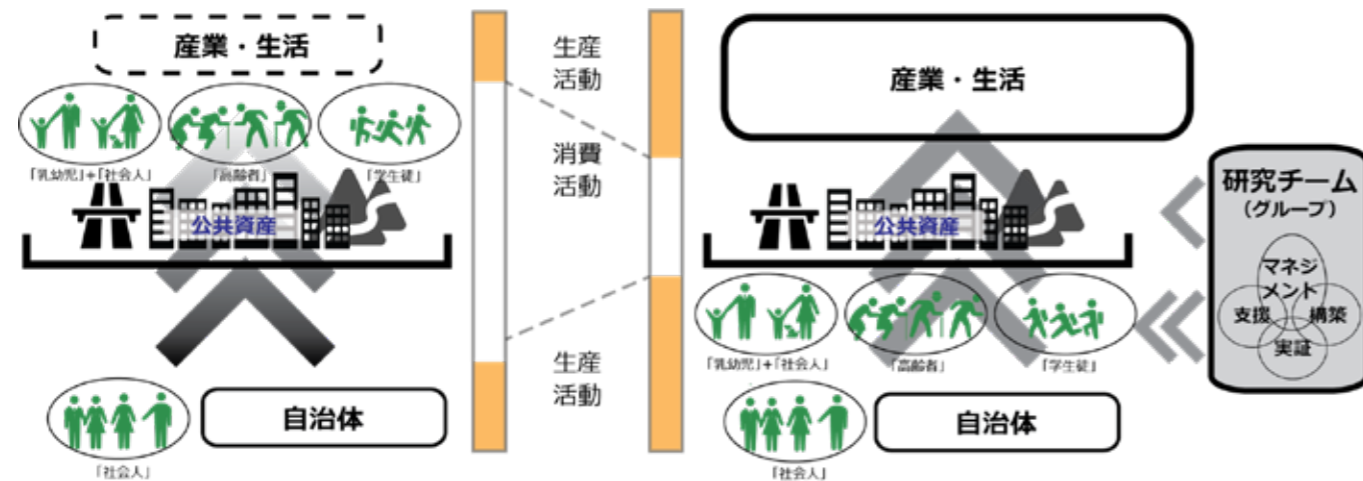 産業・生活
「乳幼児」+「社会人」
「高齢者」
「学生徒」
公共資産
「社会人」
自治体
生産
活動
消費
活動
生産
活動
産業・生活
公共資産
「乳幼児」+「社会人」
「高齢者」
「学生徒」
「社会人」
自治体
研究チーム
(グループ)
マネジ
メント
支援
構築
実証